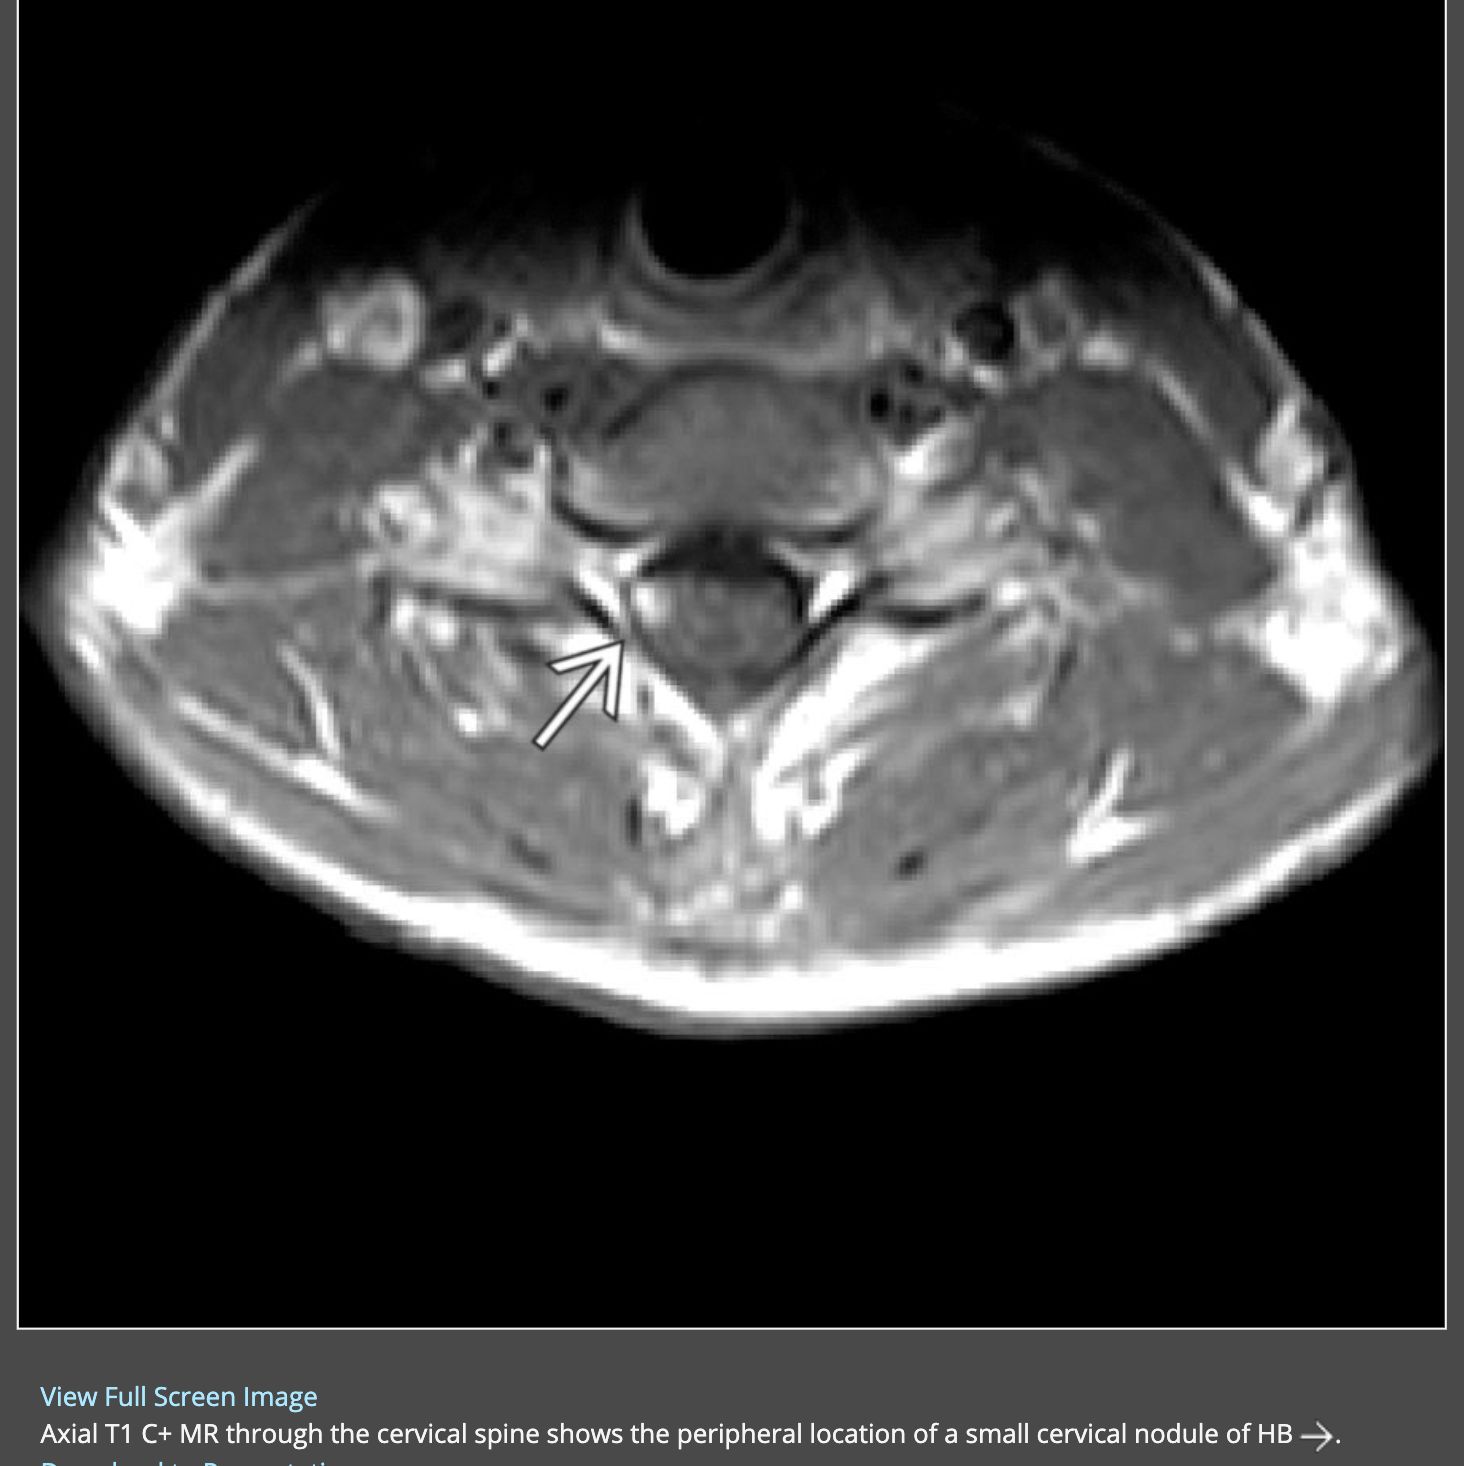 View Full Screen Image
Axial T1 C+ MR through the cervical spine shows the peripheral location of a small cervical nodule of HB →.